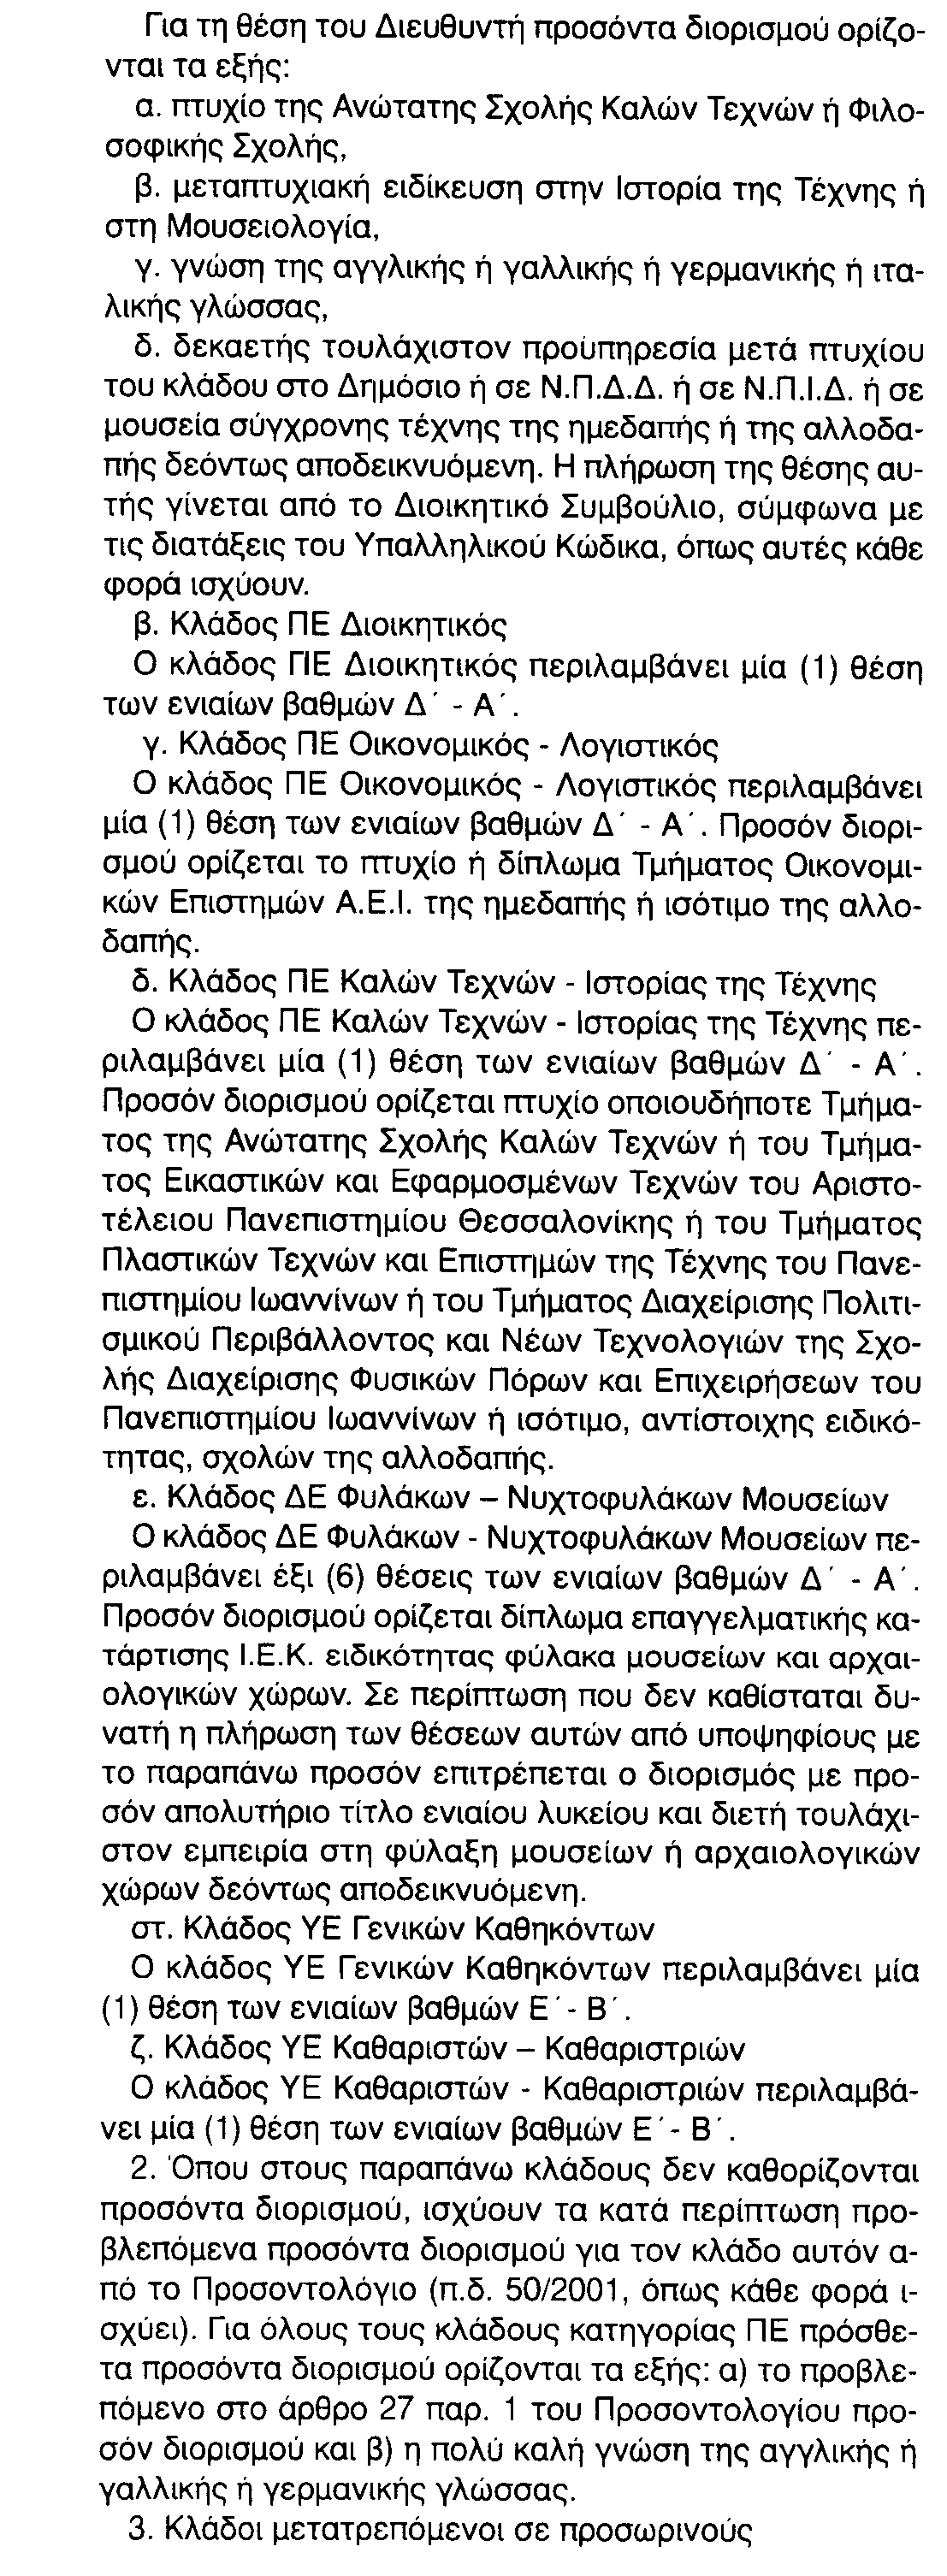 Για τη θέση του Διευθυντή προσόντα διορισμού ορίζο-
νται τα εξής:
α. πτυχίο της Ανώτατης Σχολής Καλών Τεχνών ή Φιλο-
σοφικής Σχολής,
β. μεταπτυχιακή ειδίκευση στην Ιστορία της Τέχνης ή
στη Μουσειολογία,
γ. γνώση της αγγλικής ή γαλλικής ή γερμανικής ή ιτα-
λικής γλώσσας,
δ. δεκαετής τουλάχιστον προϋπηρεσία μετά πτυχίου
του κλάδου στο Δημόσιο ή σε Ν.Π.Δ.Δ. ή σε Ν.Π.Ι.Δ. ή σε
μουσεία σύγχρονης τέχνης της ημεδαπής ή της αλλοδα-
πής δεόντως αποδεικνυόμενη. Η πλήρωση της θέσης αυ-
τής γίνεται από το Διοικητικό Συμβούλιο, σύμφωνα με
τις διατάξεις του Υπαλληλικού Κώδικα, όπως αυτές κάθε
φορά ισχύουν.
β. Κλάδος ΠΕ Διοικητικός
Ο κλάδος ΠΕ Διοικητικός περιλαμβάνει μία (1) θέση
των ενιαίων βαθμών Δ΄ - Α΄.
γ. Κλάδος ΠΕ Οικονομικός - Λογιστικός
Ο κλάδος ΠΕ Οικονομικός - Λογιστικός περιλαμβάνει
μία (1) θέση των ενιαίων βαθμών Δ΄ - Α΄. Προσόν διορι-
σμού ορίζεται το πτυχίο ή δίπλωμα Τμήματος Οικονομι-
κών Επιστημών Α.Ε.Ι. της ημεδαπής ή ισότιμο της αλλο-
δαπής.
δ. Κλάδος ΠΕ Καλών Τεχνών - Ιστορίας της Τέχνης
Ο κλάδος ΠΕ Καλών Τεχνών - Ιστορίας της Τέχνης πε-
ριλαμβάνει μία (1) θέση των ενιαίων βαθμών Δ΄ - Α΄.
Προσόν διορισμού ορίζεται πτυχίο οποιουδήποτε Τμήμα-
τος της Ανώτατης Σχολής Καλών Τεχνών ή του Τμήμα-
τος Εικαστικών και Εφαρμοσμένων Τεχνών του Αριστο-
τέλειου Πανεπιστημίου Θεσσαλονίκης ή του Τμήματος
Πλαστικών Τεχνών και Επιστημών της Τέχνης του Πανε-
πιστημίου Ιωαννίνων ή του Τμήματος Διαχείρισης Πολιτι-
σμικού Περιβάλλοντος και Νέων Τεχνολογιών της Σχο-
λής Διαχείρισης Φυσικών Πόρων και Επιχειρήσεων του
Πανεπιστημίου Ιωαννίνων ή ισότιμο, αντίστοιχης ειδικό-
τητας, σχολών της αλλοδαπής.
ε. Κλάδος ΔΕ Φυλάκων – Νυχτοφυλάκων Μουσείων
Ο κλάδος ΔΕ Φυλάκων - Νυχτοφυλάκων Μουσείων πε-
ριλαμβάνει έξι (6) θέσεις των ενιαίων βαθμών Δ΄ - Α΄.
Προσόν διορισμού ορίζεται δίπλωμα επαγγελματικής κα-
τάρτισης Ι.Ε.Κ. ειδικότητας φύλακα μουσείων και αρχαι-
ολογικών χώρων. Σε περίπτωση που δεν καθίσταται δυ-
νατή η πλήρωση των θέσεων αυτών από υποψηφίους με
το παραπάνω προσόν επιτρέπεται ο διορισμός με προ-
σόν απολυτήριο τίτλο ενιαίου λυκείου και διετή τουλάχι-
στον εμπειρία στη φύλαξη μουσείων ή αρχαιολογικών
χώρων δεόντως αποδεικνυόμενη.
στ. Κλάδος ΥΕ Γενικών Καθηκόντων
Ο κλάδος ΥΕ Γενικών Καθηκόντων περιλαμβάνει μία
(1) θέση των ενιαίων βαθμών Ε΄- Β΄.
ζ. Κλάδος ΥΕ Καθαριστών – Καθαριστριών
Ο κλάδος ΥΕ Καθαριστών - Καθαριστριών περιλαμβά-
νει μία (1) θέση των ενιαίων βαθμών Ε΄- Β΄.
2. Όπου στους παραπάνω κλάδους δεν καθορίζονται
προσόντα διορισμού, ισχύουν τα κατά περίπτωση προ-
βλεπόμενα προσόντα διορισμού για τον κλάδο αυτόν α-
πό το Προσοντολόγιο (π.δ. 50/2001, όπως κάθε φορά ι-
σχύει). Για όλους τους κλάδους κατηγορίας ΠΕ πρόσθε-
τα προσόντα διορισμού ορίζονται τα εξής: α) το προβλε-
πόμενο στο άρθρο 27 παρ. 1 του Προσοντολογίου προ-
σόν διορισμού και β) η πολύ καλή γνώση της αγγλικής ή
γαλλικής ή γερμανικής γλώσσας.
3. Κλάδοι μετατρεπόμενοι σε προσωρινούς